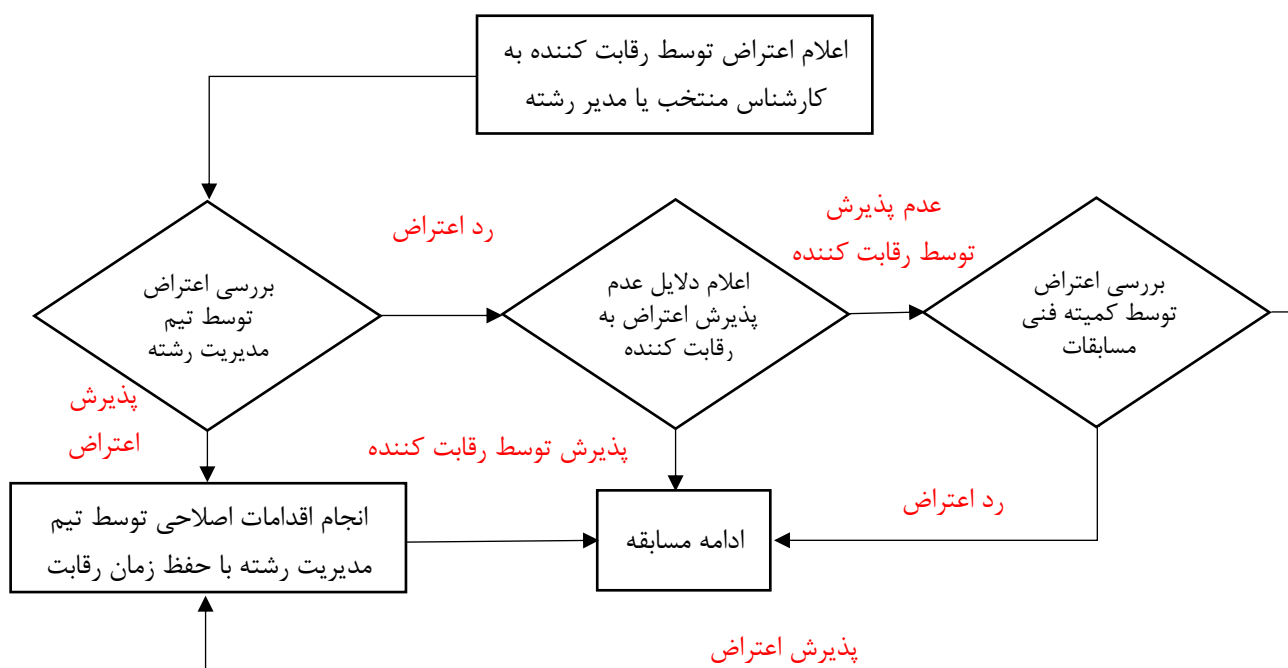 اعلام اعتراض توسط رقابت کننده به
کارشناس منتخب یا مدیر رشته
بررسی اعتراض
توسط تیم
مدیریت رشته
رد اعتراض
اعلام دلایل عدم
پذیرش اعتراض به
رقابت کننده
عدم پذیرش
توسط رقابت کننده
بررسی اعتراض
توسط کمیته فنی
مسابقات
پذیرش
اعتراض
پذیرش توسط رقابت کننده
رد اعتراض
انجام اقدامات اصلاحی توسط تیم
مدیریت رشته با حفظ زمان رقابت
ادامه مسابقه
پذیرش اعتراض